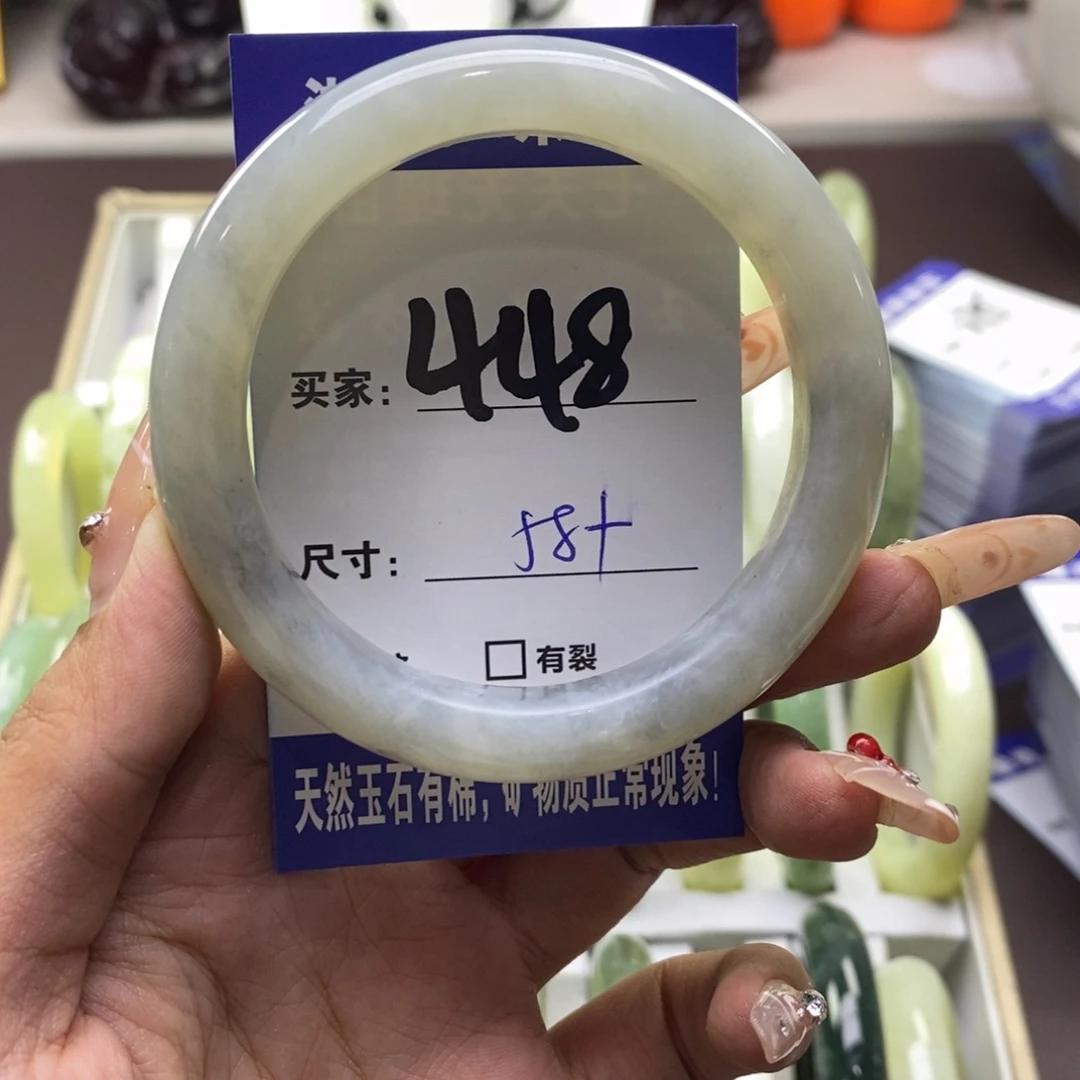 买家: 448
尺寸: 58+
□有裂
天然玉石有棉,矿物质正常现象!